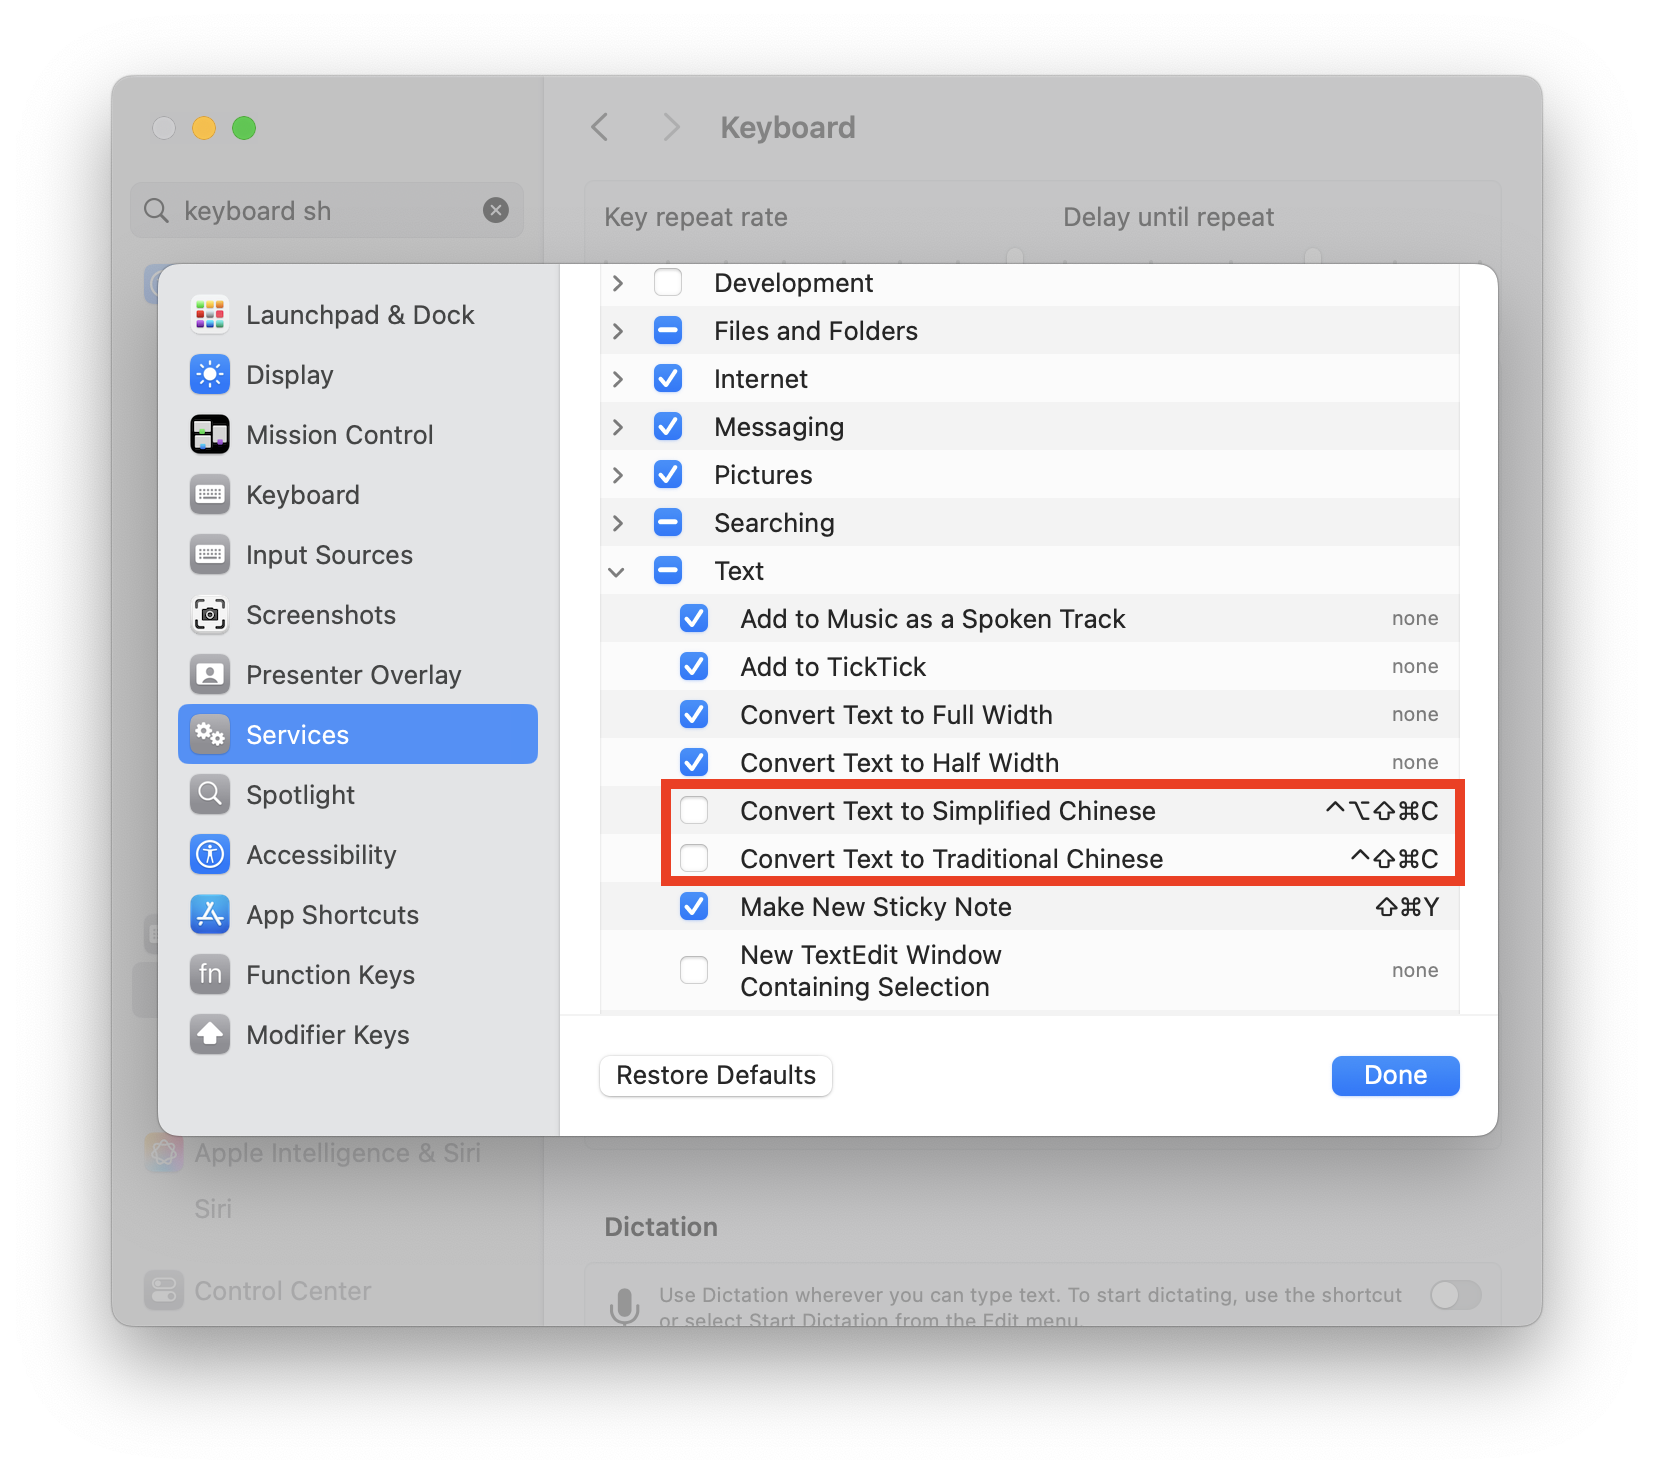 Keyboard
keyboard sh
Key repeat rate
Delay until repeat
Launchpad & Dock
Display
Mission Control
Keyboard
Input Sources
Screenshots
Presenter Overlay
Services
Spotlight
Accessibility
App Shortcuts
fn Function Keys
Modifier Keys
Development
Files and Folders
Internet
Messaging
Pictures
Searching
Text
Add to Music as a Spoken Track none
Add to TickTick none
Convert Text to Full Width none
Convert Text to Half Width none
Convert Text to Simplified Chinese ⌃⌥⇧⌘C
Convert Text to Traditional Chinese ⌃⇧⌘C
Make New Sticky Note ⇧⌘Y
New TextEdit Window
Containing Selection none
Restore Defaults
Done
Apple Intelligence & Siri
Siri
Control Center
Dictation
Use Dictation wherever you can type text. To start dictating, use the shortcut
or select Start Dictation from the Edit menu.